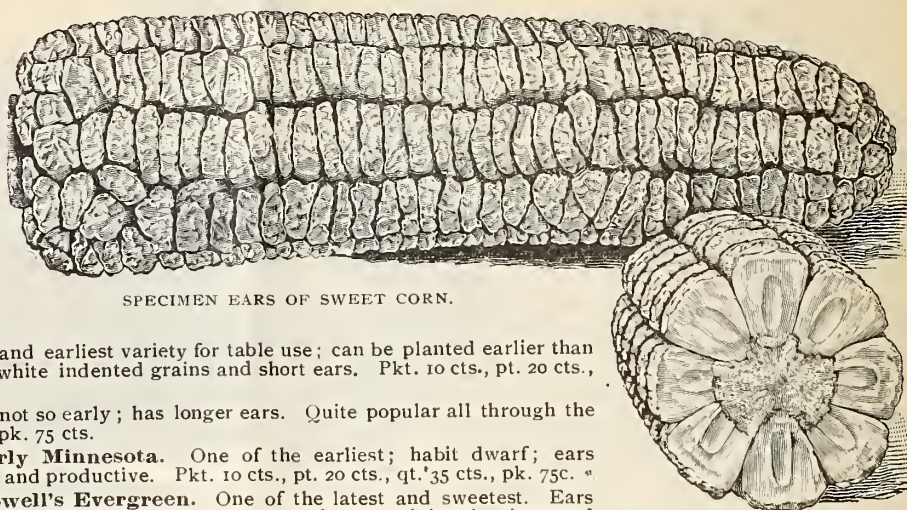 SPECIMEN EARS OF SWEET CORN.
and earliest variety for table use; can be planted earlier than
white indented grains and short ears. Pkt. 10 cts., pt. 20 cts.,
not so early; has longer ears. Quite popular all through the
pk. 75 cts.
rly Minnesota. One of the earliest; habit dwarf; ears
and productive. Pkt. 10 cts., pt. 20 cts., qt. 35 cts., pk. 75c.
swell's Evergreen. One of the latest and sweetest. Ears